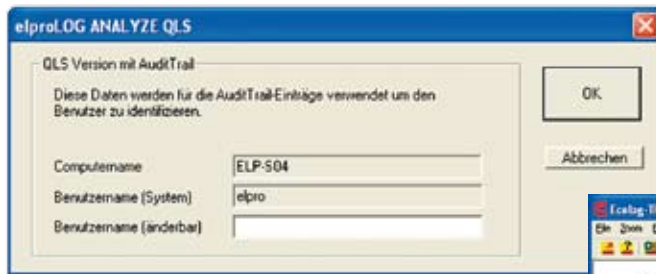 elproLOG ANALYZE QLS
QLS Version mit AuditTrail
Diese Daten werden für die AuditTrail-Einträge verwendet um den
Benutzer zu identifizieren.
OK
Computername ELP-S04
Abbrechen
Benutzername (System) elpro
Benutzername (änderbar)